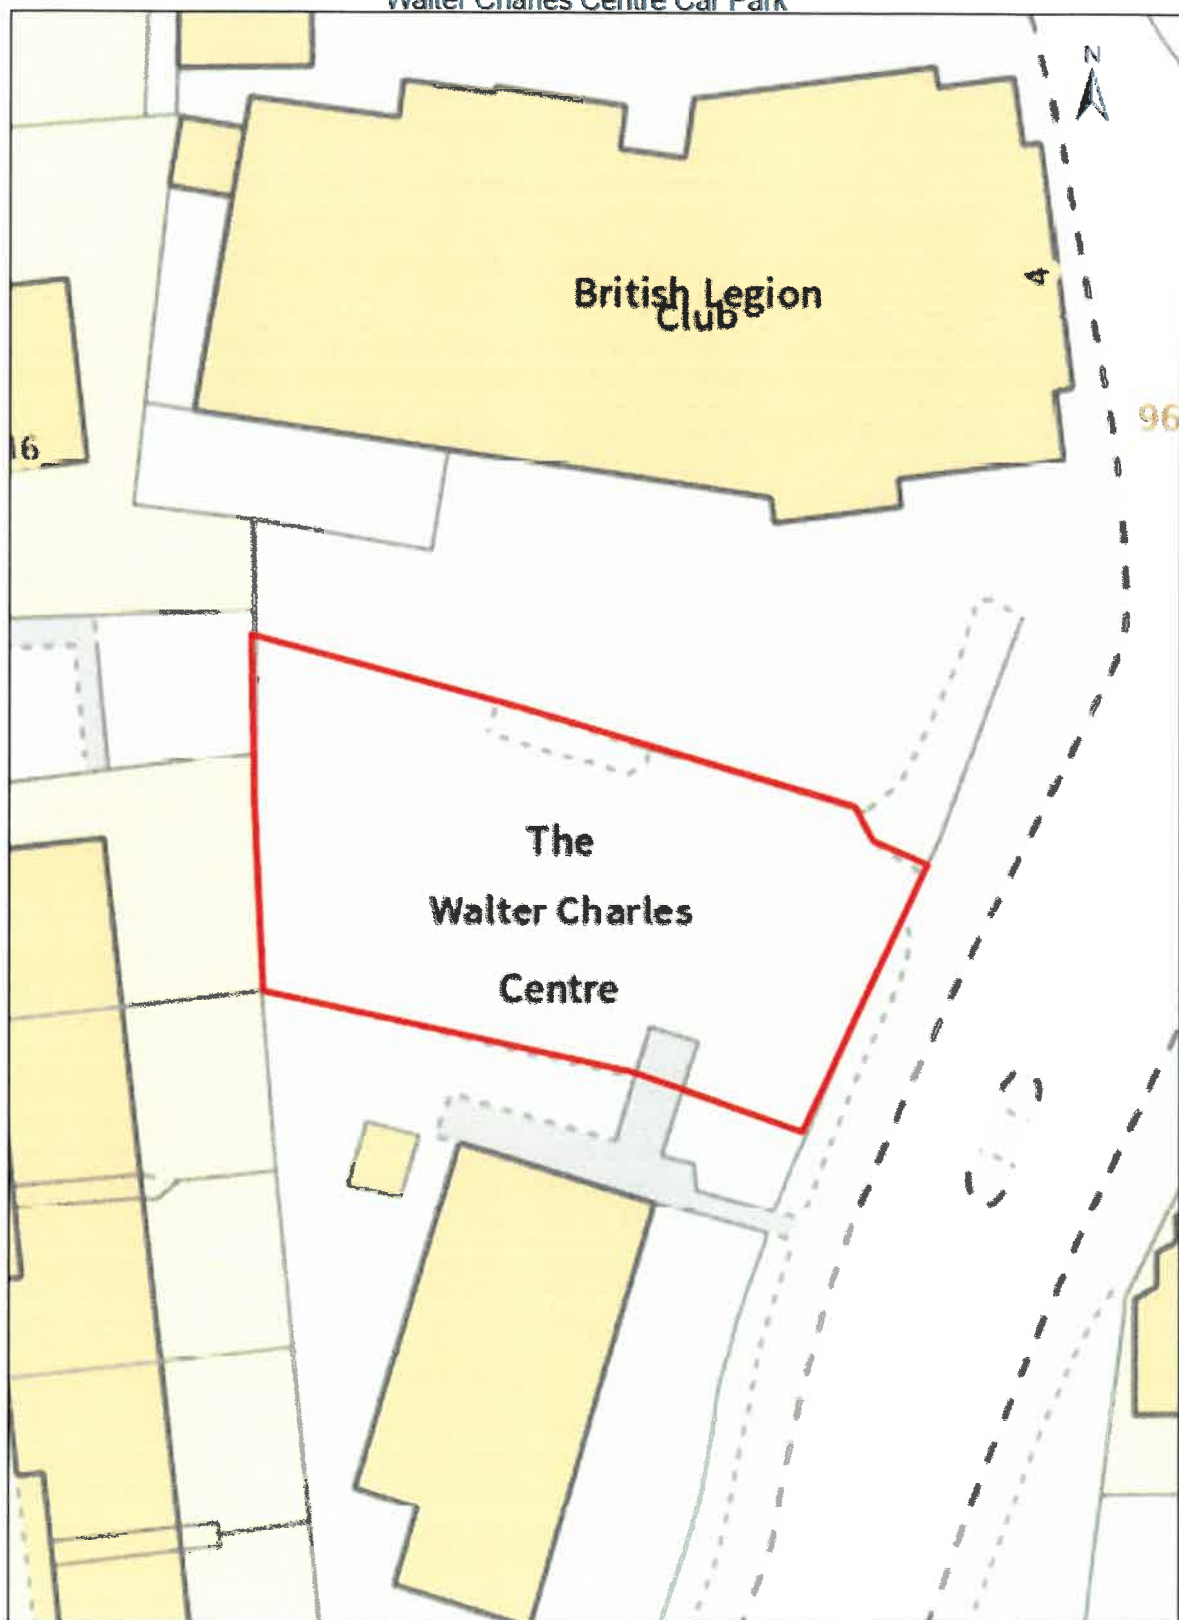 Walter Charles Centre Car Park
N
British Legion
Club
4
96
16
The
Walter Charles
Centre